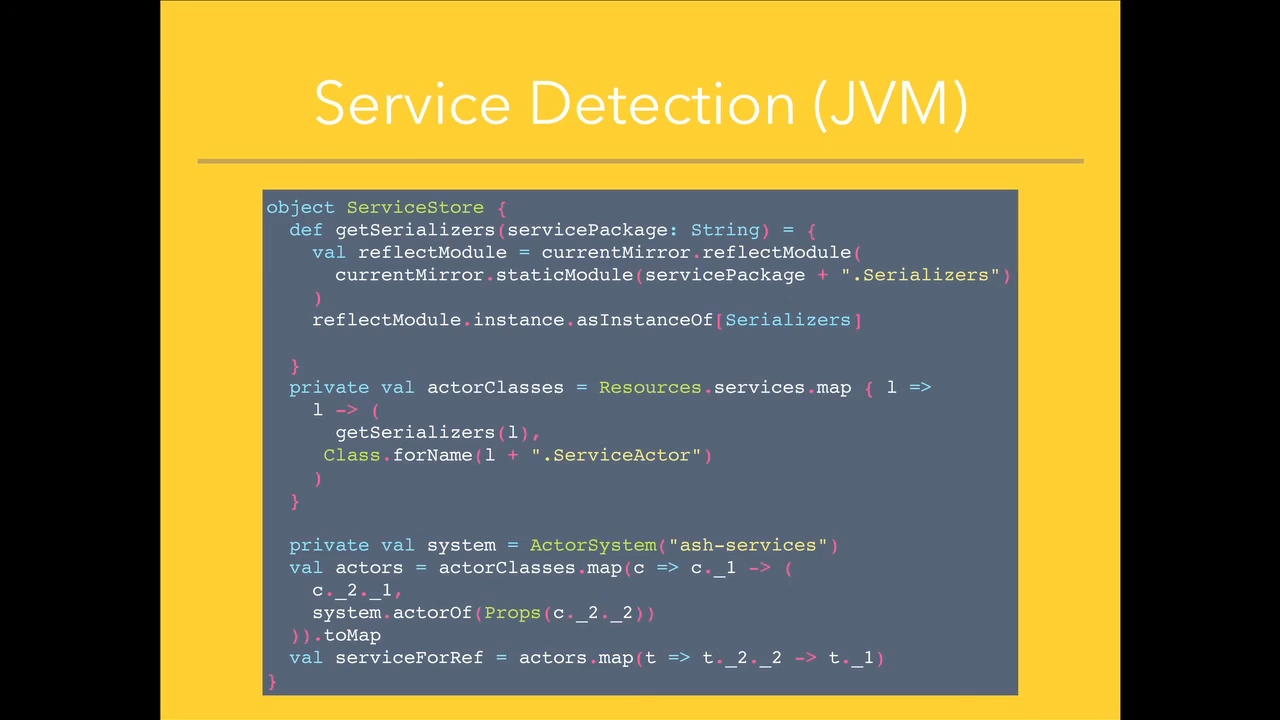 Service Detection (JVM)
object ServiceStore {
def getSerializers(servicePackage: String) = {
val reflectModule = currentMirror.reflectModule(
currentMirror.staticModule(servicePackage + ".Serializers")
)
reflectModule.instance.asInstanceOf[Serializers]
}
private val actorClasses = Resources.services.map { l =>
l -> (
getSerializers(l),
Class.forName(l + ".ServiceActor")
)
}
private val system = ActorSystem("ash-services")
val actors = actorClasses.map(c => c._1 -> (
c._2._1,
system.actorOf(Props(c._2._2))
)).toMap
val serviceForRef = actors.map(t => t._2._2 -> t._1)
}